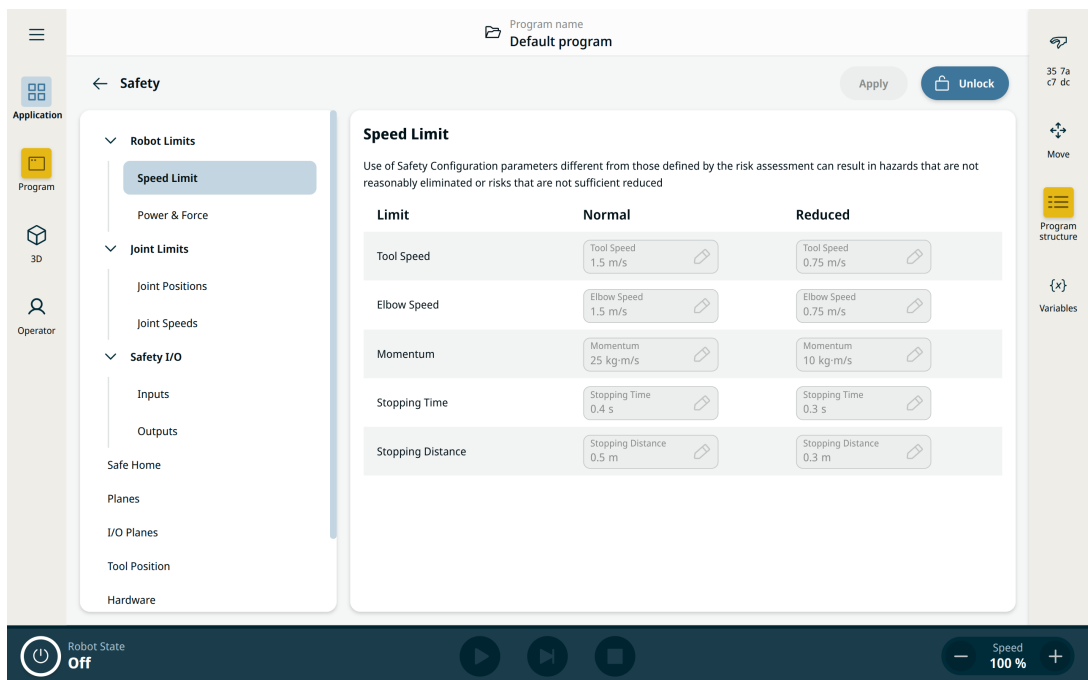 Program name
Default program
Application
Program
3D
Operator
Safety
Apply
Unlock
Robot Limits
Speed Limit
Power & Force
Joint Limits
Joint Positions
Joint Speeds
Safety I/O
Inputs
Outputs
Safe Home
Planes
I/O Planes
Tool Position
Hardware
Speed Limit
Use of Safety Configuration parameters different from those defined by the risk assessment can result in hazards that are not
reasonably eliminated or risks that are not sufficient reduced
Limit Normal Reduced
Tool Speed
Tool Speed
1.5 m/s
Tool Speed
0.75 m/s
Elbow Speed
Elbow Speed
1.5 m/s
Elbow Speed
0.75 m/s
Momentum
Momentum
25 kg·m/s
Momentum
10 kg·m/s
Stopping Time
Stopping Time
0.4 s
Stopping Time
0.3 s
Stopping Distance
Stopping Distance
0.5 m
Stopping Distance
0.3 m
35 7a
c7 dc
Move
Program
structure
{x}
Variables
Robot State
Off
Speed
100 %